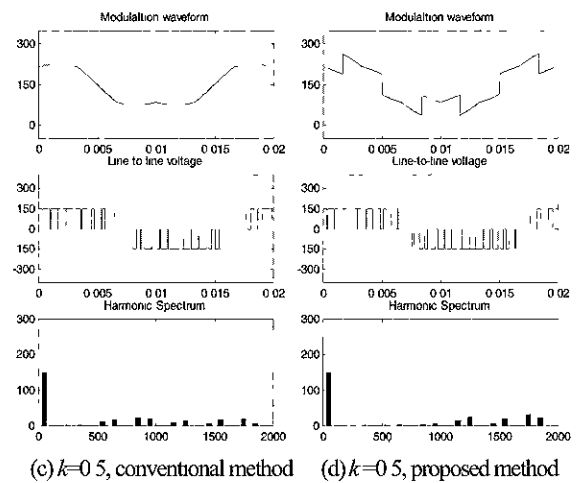 Modulaltion waveform
Modulaltion waveform
300
150
0
0 0 005 0 01 0 015 0 02
Line to line voltage
300
150
0
0 0 005 0 01 0 015 0 02
Line-to-line voltage
300
150
0
150
-300
0 0 005 0 01 0 015 0 02
Harmonic Spectrum
300
150
0
150
-300
0 0 005 0 01 0 015 0 02
Harmonic Spectrum
300
200
100
0
0 500 1000 1500 2000
300
200
100
0
0 500 1000 1500 2000
(c) k=0 5, conventional method
(d) k=0 5, proposed method